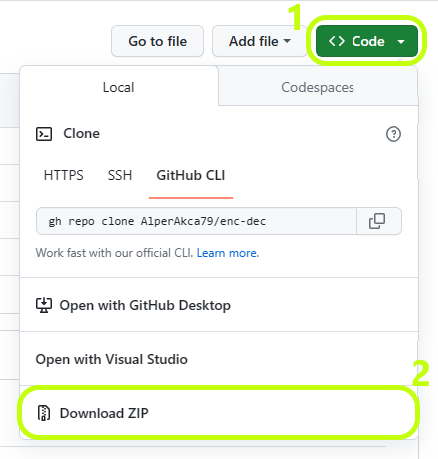 1
Go to file Add file Code
Local Codespaces
Clone
HTTPS SSH GitHub CLI
gh repo clone AlperAkca79/enc-dec
Work fast with our official CLI. Learn more.
Open with GitHub Desktop
Open with Visual Studio
2
Download ZIP